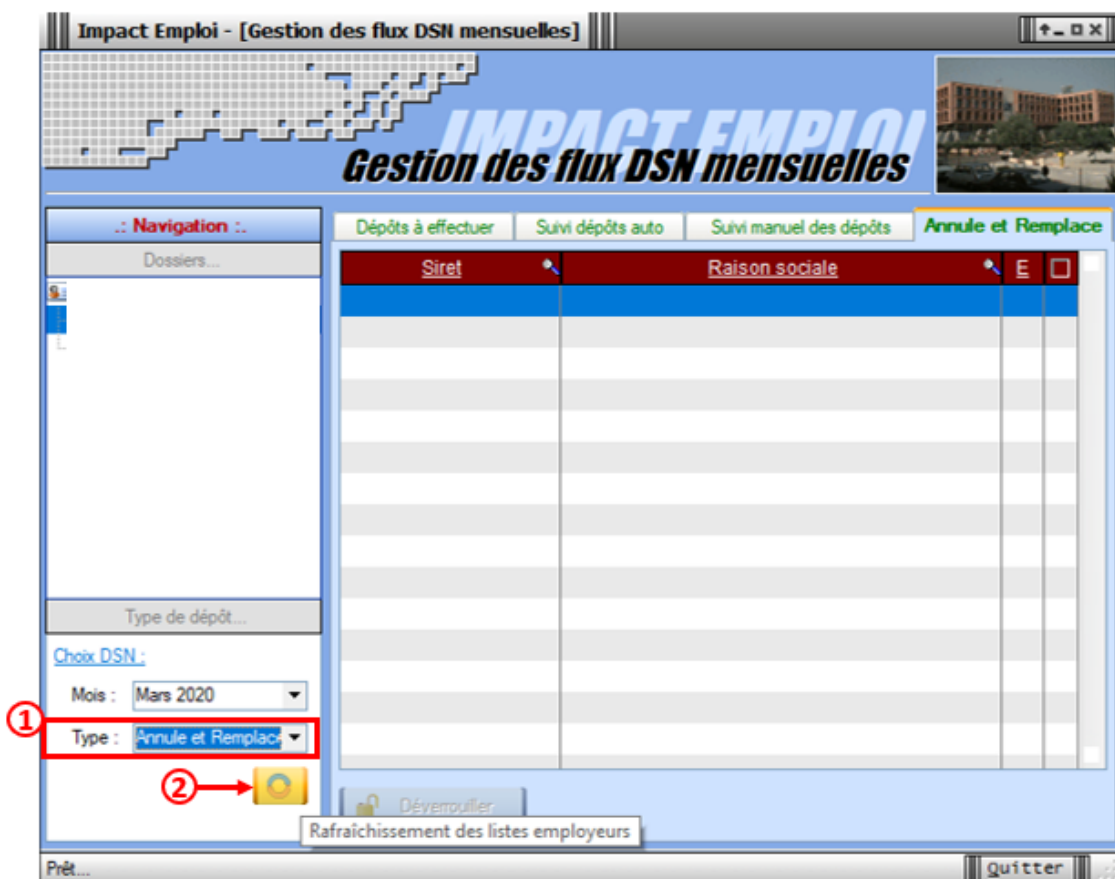 Impact Emploi - [Gestion des flux DSN mensuelles]
IMPACT EMPLOI
Gestion des flux DSN mensuelles
.: Navigation :.
Dépôts à effectuer
Suivi dépôts auto
Suivi manuel des dépôts
Annule et Remplace
Dossiers...
Siret
Raison sociale
E
Type de dépôt...
Choix DSN :
Mois : Mars 2020
1
Type : Annule et Remplace
2
Déverrouiller
Rafraîchissement des listes employeurs
Prêt...
Quitter